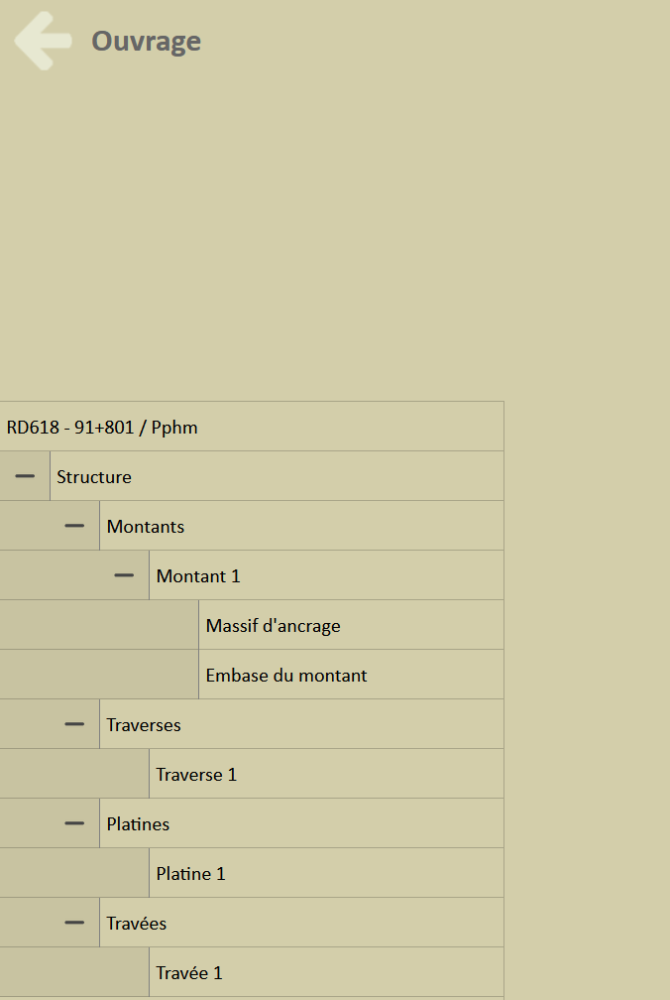 Ouvrage
RD618 - 91+801 / Pphm
Structure
Montants
Montant 1
Massif d'ancrage
Embase du montant
Traverses
Traverse 1
Platines
Platine 1
Travées
Travée 1